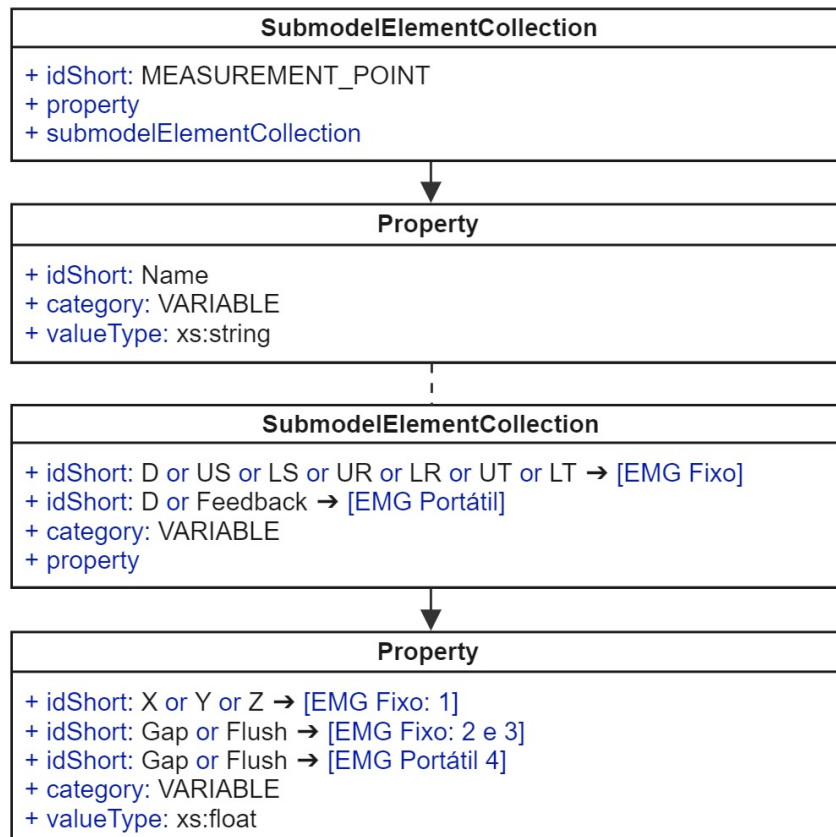 SubmodelElementCollection
+ idShort: MEASUREMENT_POINT
+ property
+ submodelElementCollection
Property
+ idShort: Name
+ category: VARIABLE
+ valueType: xs:string
SubmodelElementCollection
+ idShort: D or US or LS or UR or LR or UT or LT ➔ [EMG Fixo]
+ idShort: D or Feedback ➔ [EMG Portátil]
+ category: VARIABLE
+ property
Property
+ idShort: X or Y or Z ➔ [EMG Fixo: 1]
+ idShort: Gap or Flush ➔ [EMG Fixo: 2 e 3]
+ idShort: Gap or Flush ➔ [EMG Portátil 4]
+ category: VARIABLE
+ valueType: xs:float